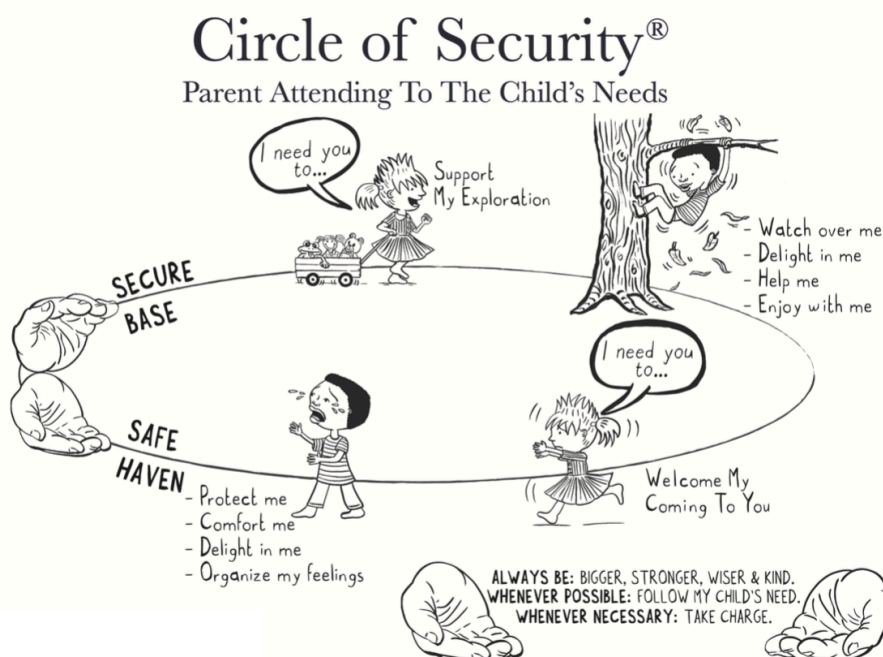 Circle of Security®
Parent Attending To The Child's Needs
I need you
to...
Support
My Exploration
- Watch over me
- Delight in me
- Help me
- Enjoy with me
SECURE
BASE
I need you
to...
SAFE
HAVEN
- Protect me
- Comfort me
- Delight in me
- Organize my feelings
Welcome My
Coming To You
ALWAYS BE: BIGGER, STRONGER, WISER & KIND.
WHENEVER POSSIBLE: FOLLOW MY CHILD'S NEED.
WHENEVER NECESSARY: TAKE CHARGE.